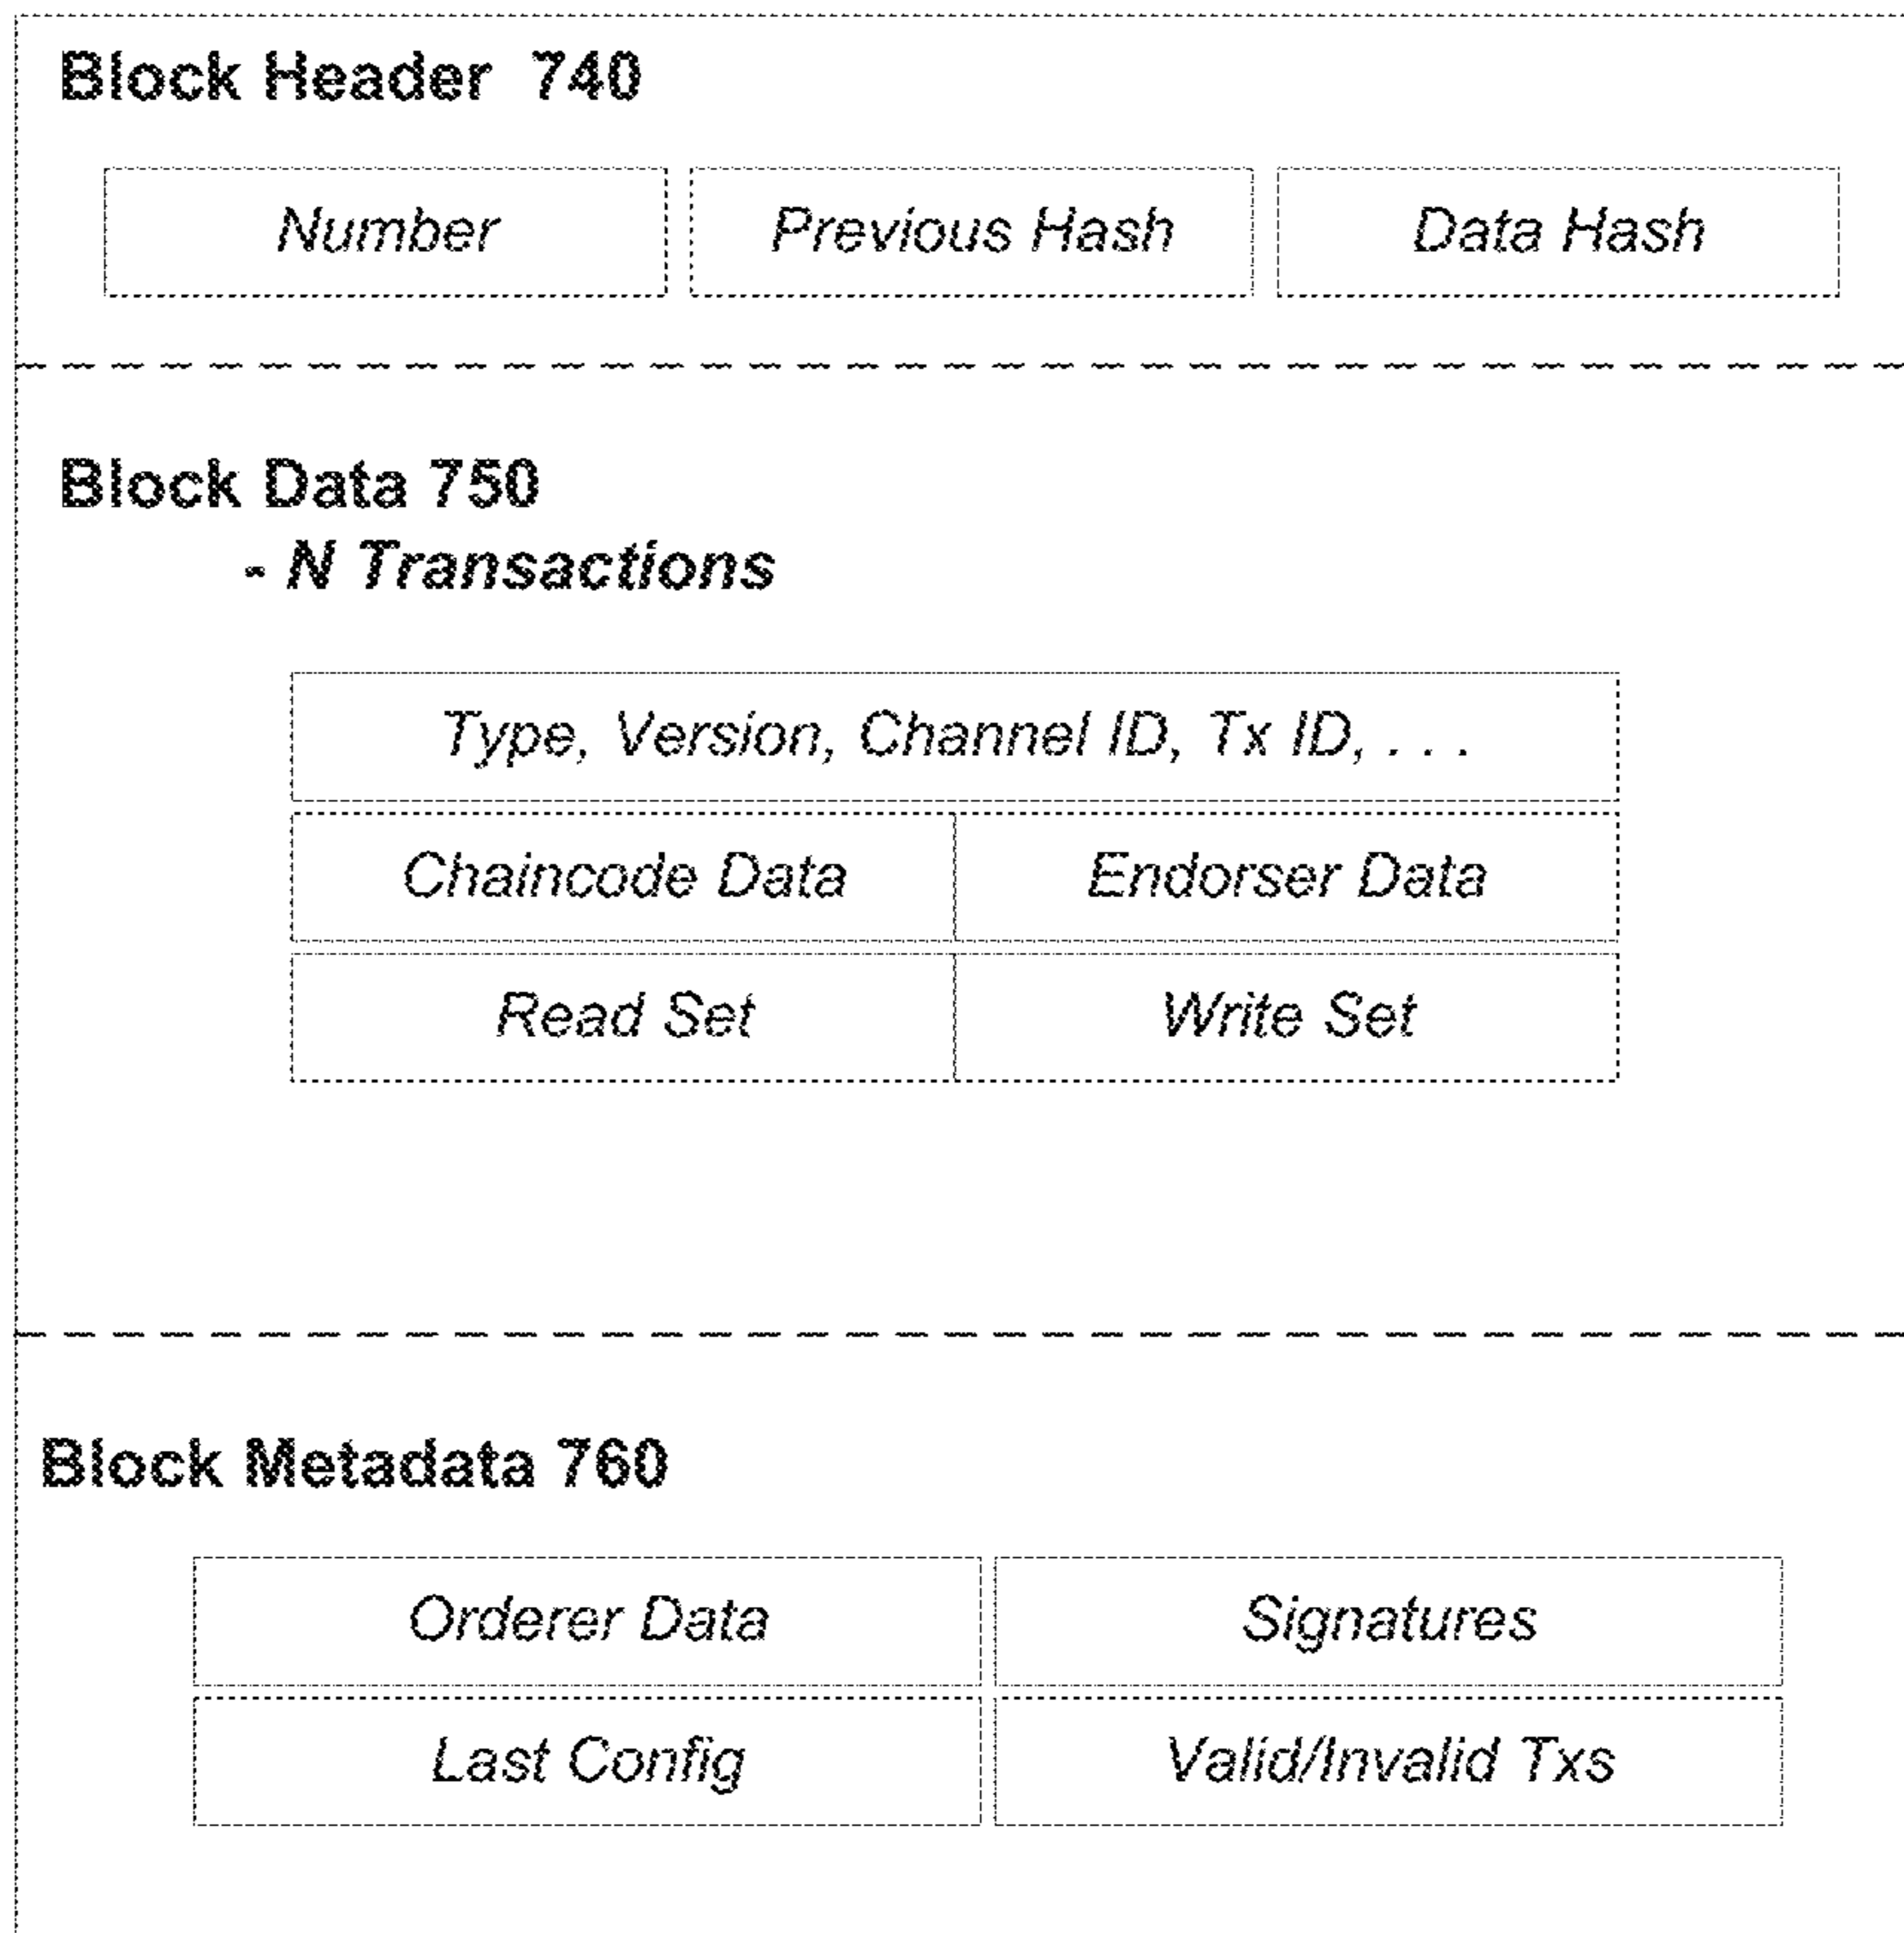 Block Header 740
Number Previous Hash Data Hash
Block Data 750
- N Transactions
Type, Version, Channel ID, Tx ID, . . .
Chaincode Data Endorser Data
Read Set Write Set
Block Metadata 760
Orderer Data Signatures
Last Config Valid/Invalid Txs